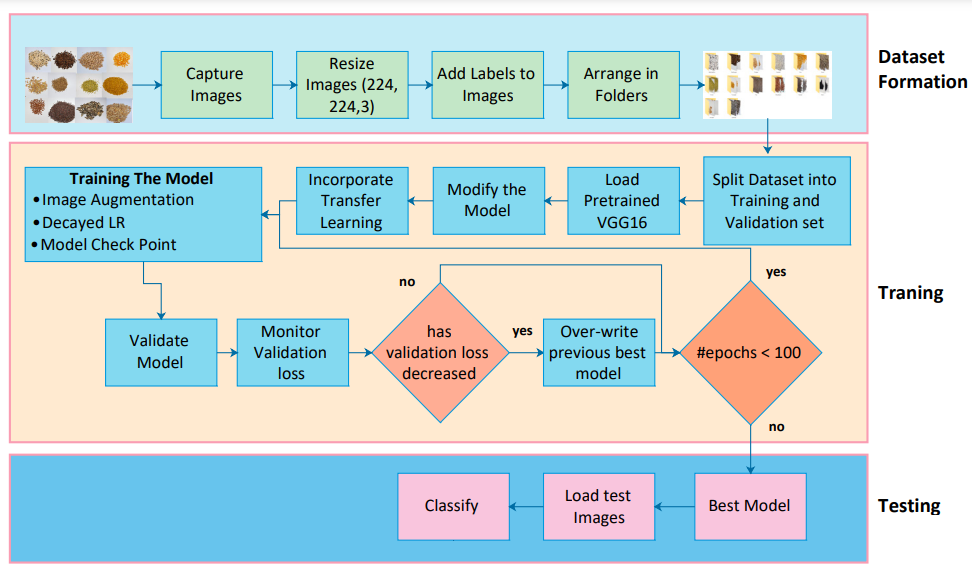 Dataset
Formation
Capture
Images
Resize
Images (224,
224,3)
Add Labels to
Images
Arrange in
Folders
Training The Model
•Image Augmentation
•Decayed LR
•Model Check Point
Incorporate
Transfer
Learning
Modify the
Model
Load
Pretrained
VGG16
Split Dataset into
Training and
Validation set
Traning
Validate
Model
Monitor
Validation
loss
no
has
validation loss
decreased
yes
Over-write
previous best
model
yes
#epochs < 100
no
Testing
Classify
Load test
Images
Best Model